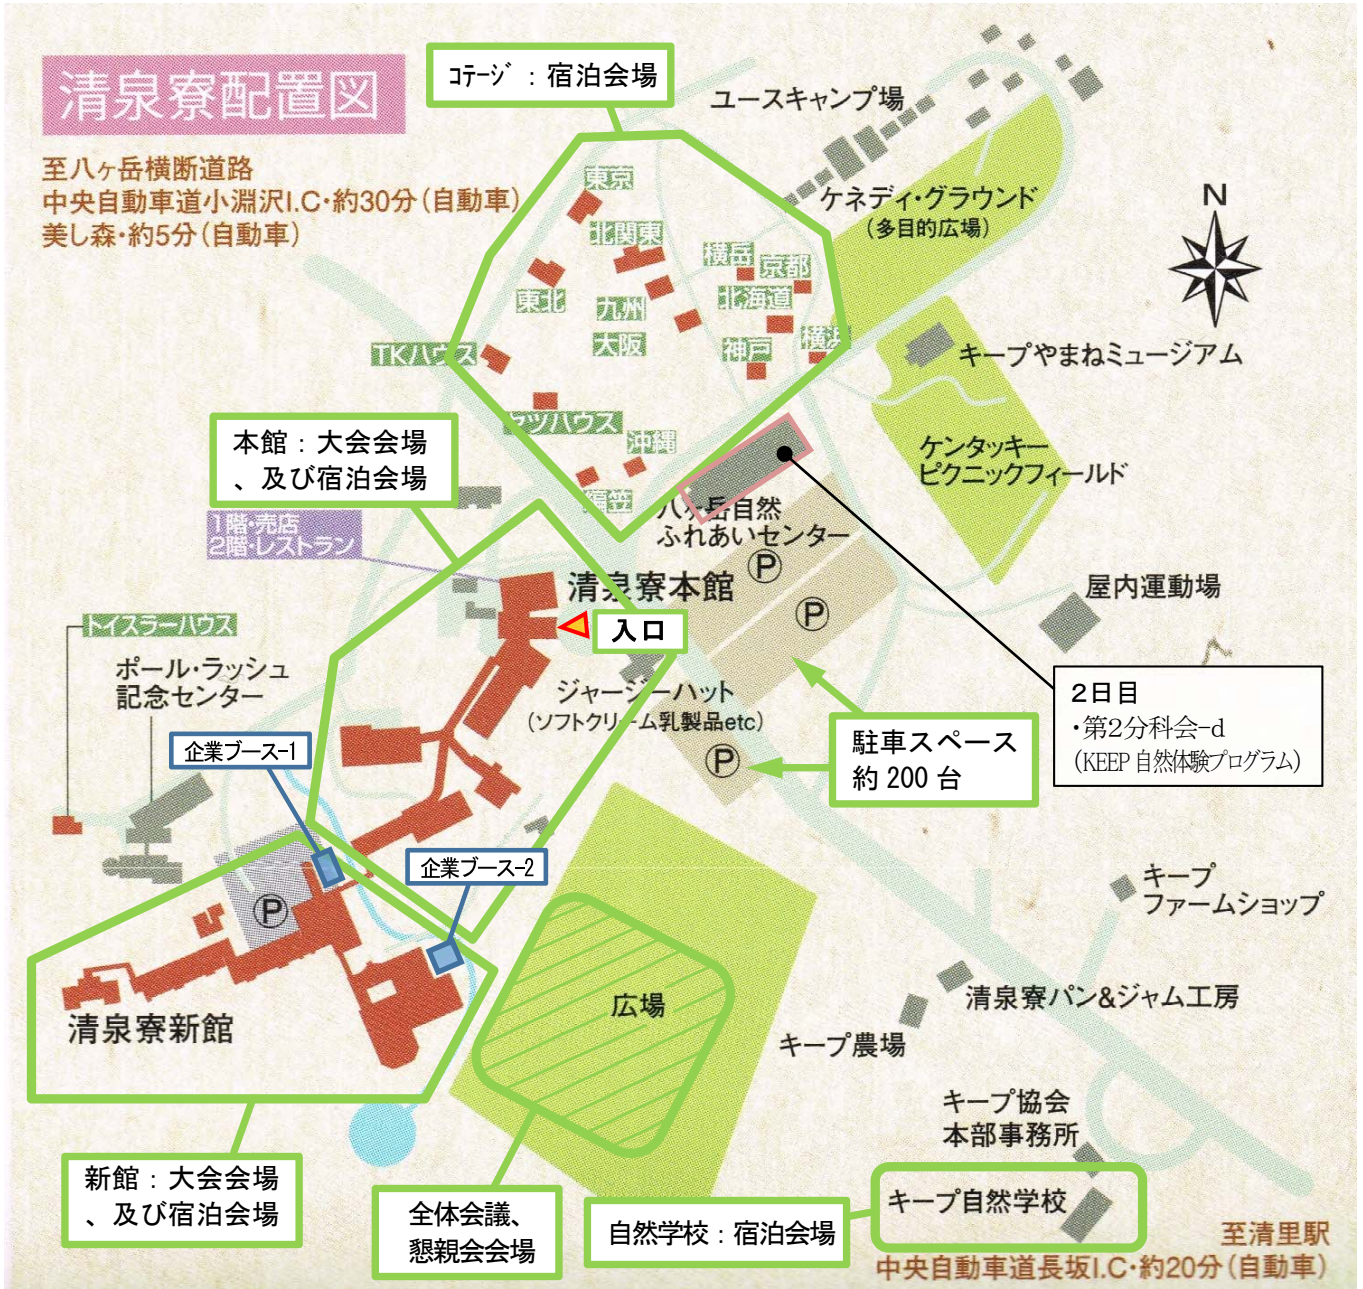 清泉寮配置図
至八ヶ岳横断道路
中央自動車道小淵沢I.C・約30分(自動車)
美し森・約5分(自動車)
ｺﾃｰｼﾞ：宿泊会場
ユースキャンプ場
ケネディ・グラウンド
(多目的広場)
N
東京
北関東
横岳
京都
東北
九州
北海道
大阪
神戸
横浜
TKハウス
キープやまねミュージアム
沖縄
本館：大会会場
、及び宿泊会場
ケンタッキー
ピクニックフィールド
1階・売店
2階・レストラン
八ヶ岳自然
ふれあいセンター
P
清泉寮本館
P
入口
屋内運動場
トイスラーハウス
ポール・ラッシュ
記念センター
ジャージーハット
(ソフトクリーム乳製品etc)
P
2日目
・第2分科会-d
(KEEP 自然体験プログラム)
駐車スペース
約 200 台
企業ブース-1
企業ブース-2
P
キープ
ファームショップ
広場
清泉寮パン&ジャム工房
キープ農場
清泉寮新館
キープ協会
本部事務所
新館：大会会場
、及び宿泊会場
全体会議、
懇親会会場
自然学校：宿泊会場
キープ自然学校
至清里駅
中央自動車道長坂I.C・約20分(自動車)